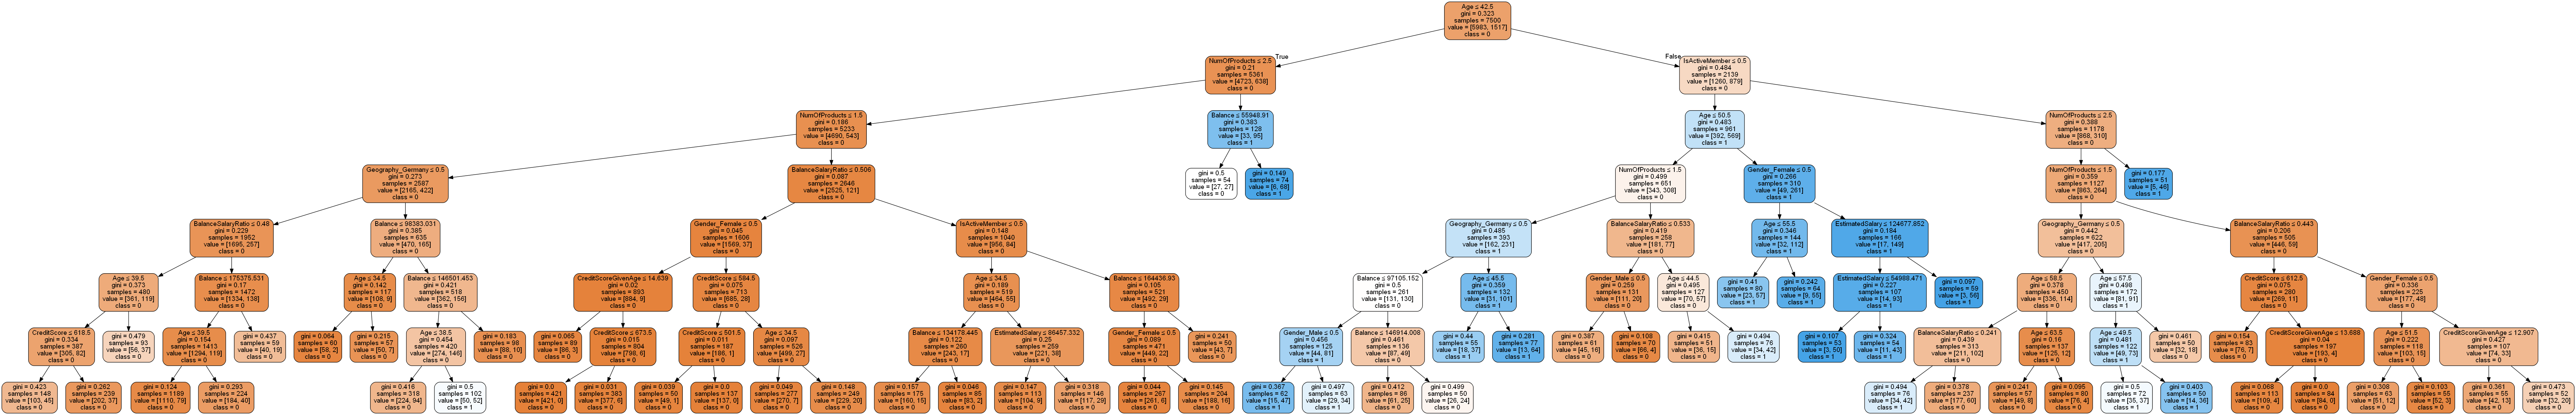 Age ≤ 42.5
gini = 0.323
samples = 7500
value = [5983, 1517]
class = 0
True
False
NumOfProducts ≤ 2.5
gini = 0.21
samples = 5361
value = [4723, 638]
class = 0
IsActiveMember ≤ 0.5
gini = 0.484
samples = 2139
value = [1260, 879]
class = 0
NumOfProducts ≤ 1.5
gini = 0.186
samples = 5233
value = [4690, 543]
class = 0
Balance ≤ 55948.91
gini = 0.383
samples = 128
value = [33, 95]
class = 1
Age ≤ 50.5
gini = 0.483
samples = 961
value = [392, 569]
class = 1
NumOfProducts ≤ 2.5
gini = 0.388
samples = 1178
value = [868, 310]
class = 0
Geography_Germany ≤ 0.5
gini = 0.273
samples = 2587
value = [2165, 422]
class = 0
BalanceSalaryRatio ≤ 0.506
gini = 0.087
samples = 2646
value = [2525, 121]
class = 0
gini = 0.5
samples = 54
value = [27, 27]
class = 0
gini = 0.149
samples = 74
value = [6, 68]
class = 1
NumOfProducts ≤ 1.5
gini = 0.499
samples = 651
value = [343, 308]
class = 0
Gender_Female ≤ 0.5
gini = 0.266
samples = 310
value = [49, 261]
class = 1
NumOfProducts ≤ 1.5
gini = 0.359
samples = 1127
value = [863, 264]
class = 0
gini = 0.177
samples = 51
value = [5, 46]
class = 1
BalanceSalaryRatio ≤ 0.48
gini = 0.229
samples = 1952
value = [1695, 257]
class = 0
Balance ≤ 98383.031
gini = 0.385
samples = 635
value = [470, 165]
class = 0
Gender_Female ≤ 0.5
gini = 0.045
samples = 1606
value = [1569, 37]
class = 0
IsActiveMember ≤ 0.5
gini = 0.148
samples = 1040
value = [956, 84]
class = 0
Geography_Germany ≤ 0.5
gini = 0.485
samples = 393
value = [162, 231]
class = 1
BalanceSalaryRatio ≤ 0.533
gini = 0.419
samples = 258
value = [181, 77]
class = 0
Age ≤ 55.5
gini = 0.346
samples = 144
value = [32, 112]
class = 1
EstimatedSalary ≤ 124677.852
gini = 0.184
samples = 166
value = [17, 149]
class = 1
Geography_Germany ≤ 0.5
gini = 0.442
samples = 622
value = [417, 205]
class = 0
BalanceSalaryRatio ≤ 0.443
gini = 0.206
samples = 505
value = [446, 59]
class = 0
Age ≤ 39.5
gini = 0.373
samples = 480
value = [361, 119]
class = 0
Balance ≤ 175375.531
gini = 0.17
samples = 1472
value = [1334, 138]
class = 0
Age ≤ 34.5
gini = 0.142
samples = 117
value = [108, 9]
class = 0
Balance ≤ 146501.453
gini = 0.421
samples = 518
value = [362, 156]
class = 0
CreditScoreGivenAge ≤ 14.639
gini = 0.02
samples = 893
value = [884, 9]
class = 0
CreditScore ≤ 584.5
gini = 0.075
samples = 713
value = [685, 28]
class = 0
Age ≤ 34.5
gini = 0.189
samples = 519
value = [464, 55]
class = 0
Balance ≤ 164436.93
gini = 0.105
samples = 521
value = [492, 29]
class = 0
Balance ≤ 97105.152
gini = 0.5
samples = 261
value = [131, 130]
class = 0
Age ≤ 45.5
gini = 0.359
samples = 132
value = [31, 101]
class = 1
Gender_Male ≤ 0.5
gini = 0.259
samples = 131
value = [111, 20]
class = 0
Age ≤ 44.5
gini = 0.495
samples = 127
value = [70, 57]
class = 0
gini = 0.41
samples = 80
value = [23, 57]
class = 1
gini = 0.242
samples = 64
value = [9, 55]
class = 1
EstimatedSalary ≤ 54988.471
gini = 0.227
samples = 107
value = [14, 93]
class = 1
gini = 0.097
samples = 59
value = [3, 56]
class = 1
Age ≤ 58.5
gini = 0.378
samples = 450
value = [336, 114]
class = 0
Age ≤ 57.5
gini = 0.498
samples = 172
value = [81, 91]
class = 1
CreditScore ≤ 612.5
gini = 0.075
samples = 280
value = [269, 11]
class = 0
Gender_Female ≤ 0.5
gini = 0.336
samples = 225
value = [177, 48]
class = 0
CreditScore ≤ 618.5
gini = 0.334
samples = 387
value = [305, 82]
class = 0
gini = 0.479
samples = 93
value = [56, 37]
class = 0
Age ≤ 39.5
gini = 0.154
samples = 1413
value = [1294, 119]
class = 0
gini = 0.437
samples = 59
value = [40, 19]
class = 0
gini = 0.064
samples = 60
value = [58, 2]
class = 0
gini = 0.215
samples = 57
value = [50, 7]
class = 0
Age ≤ 38.5
gini = 0.454
samples = 420
value = [274, 146]
class = 0
gini = 0.183
samples = 98
value = [88, 10]
class = 0
gini = 0.065
samples = 89
value = [86, 3]
class = 0
CreditScore ≤ 673.5
gini = 0.015
samples = 804
value = [798, 6]
class = 0
CreditScore ≤ 501.5
gini = 0.011
samples = 187
value = [186, 1]
class = 0
Age ≤ 34.5
gini = 0.097
samples = 526
value = [499, 27]
class = 0
Balance ≤ 134178.445
gini = 0.122
samples = 260
value = [243, 17]
class = 0
EstimatedSalary ≤ 86457.332
gini = 0.25
samples = 259
value = [221, 38]
class = 0
Gender_Female ≤ 0.5
gini = 0.089
samples = 471
value = [449, 22]
class = 0
gini = 0.241
samples = 50
value = [43, 7]
class = 0
Gender_Male ≤ 0.5
gini = 0.456
samples = 125
value = [44, 81]
class = 1
Balance ≤ 146914.008
gini = 0.461
samples = 136
value = [87, 49]
class = 0
gini = 0.44
samples = 55
value = [18, 37]
class = 1
gini = 0.281
samples = 77
value = [13, 64]
class = 1
gini = 0.387
samples = 61
value = [45, 16]
class = 0
gini = 0.108
samples = 70
value = [66, 4]
class = 0
gini = 0.415
samples = 51
value = [36, 15]
class = 0
gini = 0.494
samples = 76
value = [34, 42]
class = 1
gini = 0.107
samples = 53
value = [3, 50]
class = 1
gini = 0.324
samples = 54
value = [11, 43]
class = 1
BalanceSalaryRatio ≤ 0.241
gini = 0.439
samples = 313
value = [211, 102]
class = 0
Age ≤ 63.5
gini = 0.16
samples = 137
value = [125, 12]
class = 0
Age ≤ 49.5
gini = 0.481
samples = 122
value = [49, 73]
class = 1
gini = 0.461
samples = 50
value = [32, 18]
class = 0
gini = 0.154
samples = 83
value = [76, 7]
class = 0
CreditScoreGivenAge ≤ 13.688
gini = 0.04
samples = 197
value = [193, 4]
class = 0
Age ≤ 51.5
gini = 0.222
samples = 118
value = [103, 15]
class = 0
CreditScoreGivenAge ≤ 12.907
gini = 0.427
samples = 107
value = [74, 33]
class = 0
gini = 0.423
samples = 148
value = [103, 45]
class = 0
gini = 0.262
samples = 239
value = [202, 37]
class = 0
gini = 0.124
samples = 1189
value = [1110, 79]
class = 0
gini = 0.293
samples = 224
value = [184, 40]
class = 0
gini = 0.416
samples = 318
value = [224, 94]
class = 0
gini = 0.5
samples = 102
value = [50, 52]
class = 1
gini = 0.0
samples = 421
value = [421, 0]
class = 0
gini = 0.031
samples = 383
value = [377, 6]
class = 0
gini = 0.039
samples = 50
value = [49, 1]
class = 0
gini = 0.0
samples = 137
value = [137, 0]
class = 0
gini = 0.049
samples = 277
value = [270, 7]
class = 0
gini = 0.148
samples = 249
value = [229, 20]
class = 0
gini = 0.157
samples = 175
value = [160, 15]
class = 0
gini = 0.046
samples = 85
value = [83, 2]
class = 0
gini = 0.147
samples = 113
value = [104, 9]
class = 0
gini = 0.318
samples = 146
value = [117, 29]
class = 0
gini = 0.044
samples = 267
value = [261, 6]
class = 0
gini = 0.145
samples = 204
value = [188, 16]
class = 0
gini = 0.367
samples = 62
value = [15, 47]
class = 1
gini = 0.497
samples = 63
value = [29, 34]
class = 1
gini = 0.412
samples = 86
value = [61, 25]
class = 0
gini = 0.499
samples = 50
value = [26, 24]
class = 0
gini = 0.494
samples = 76
value = [34, 42]
class = 1
gini = 0.378
samples = 237
value = [177, 60]
class = 0
gini = 0.241
samples = 57
value = [49, 8]
class = 0
gini = 0.095
samples = 80
value = [76, 4]
class = 0
gini = 0.5
samples = 72
value = [35, 37]
class = 1
gini = 0.403
samples = 50
value = [14, 36]
class = 1
gini = 0.068
samples = 113
value = [109, 4]
class = 0
gini = 0.0
samples = 84
value = [84, 0]
class = 0
gini = 0.308
samples = 63
value = [51, 12]
class = 0
gini = 0.103
samples = 55
value = [52, 3]
class = 0
gini = 0.361
samples = 55
value = [42, 13]
class = 0
gini = 0.473
samples = 52
value = [32, 20]
class = 0